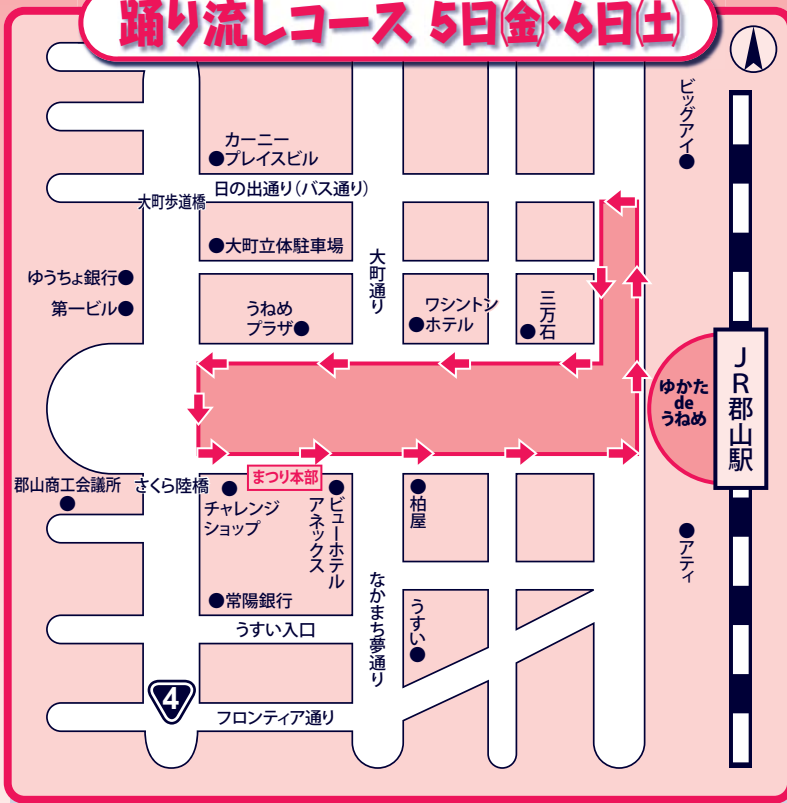 踊り流しコース 5日㈮・6日㈯
ビッグアイ●
カーニー
●プレイスビル
日の出通り(バス通り)
大町歩道橋
●大町立体駐車場
大町通り
ゆうちょ銀行●
第一ビル●
うねめ
プラザ●
ワシントン
●ホテル
三万石
●
ゆかた
de
うねめ
JR郡山駅
まつり本部
郡山商工会議所
●
さくら陸橋
●
チャレンジ
ショップ
●
ビューホテル
アネックス
●柏屋
●アティ
●常陽銀行
うすい入口
なかまち夢通り
うすい●
4
フロンティア通り